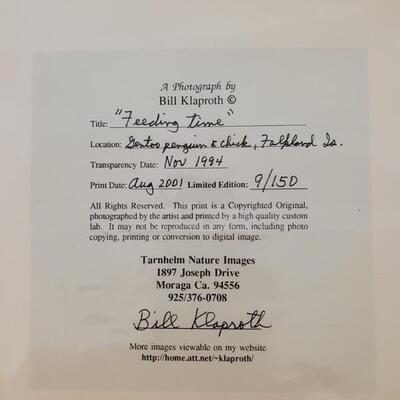 A Photograph by
Bill Klaproth ©
Title: "Feeding time"
Location: Gentoo penguin & chick, Falkland Is.
Transparency Date: Nov 1994
Print Date: Aug 2001 Limited Edition: 9/150
All Rights Reserved. This print is a Copyrighted Original,
photographed by the artist and printed by a high quality custom
lab. It may not be reproduced in any form, including photo
copying, printing or conversion to digital image.
Tarnhelm Nature Images
1897 Joseph Drive
Moraga Ca. 94556
925/376-0708
Bill Klaproth
More images viewable on my website
http://home.att.net/~klaproth/